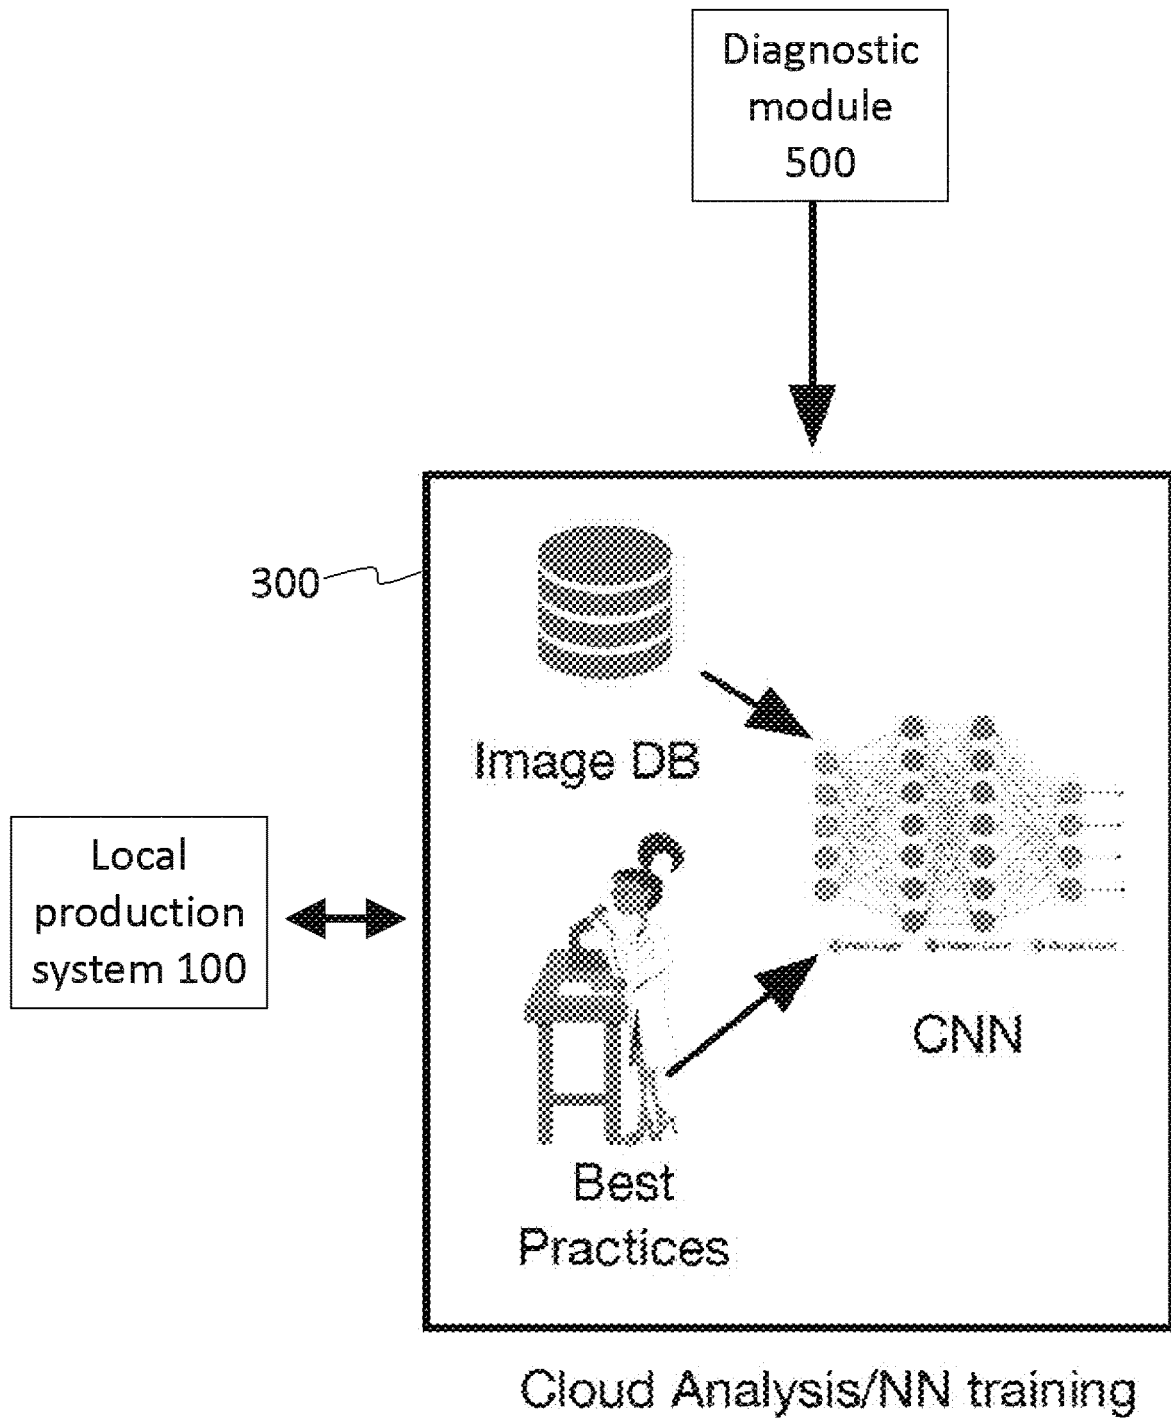 Diagnostic
module
500
300
Image DB
Local
production
system 100
CNN
Best
Practices
Cloud Analysis/NN training